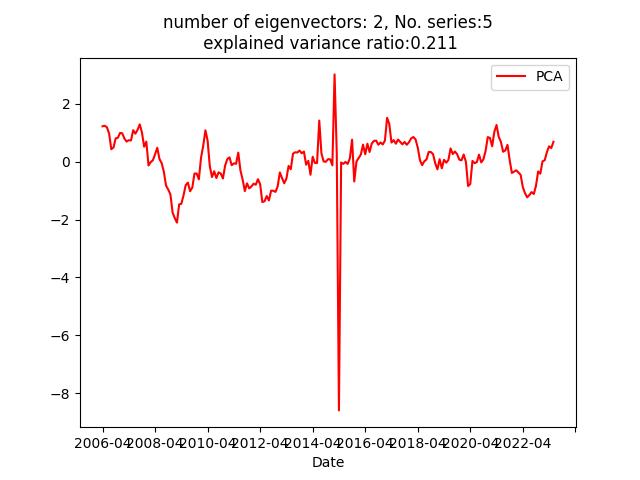 number of eigenvectors: 2, No. series:5
explained variance ratio:0.211
PCA
2
0
−2
−4
−6
−8
2006-04 2008-04 2010-04 2012-04 2014-04 2016-04 2018-04 2020-04 2022-04
Date